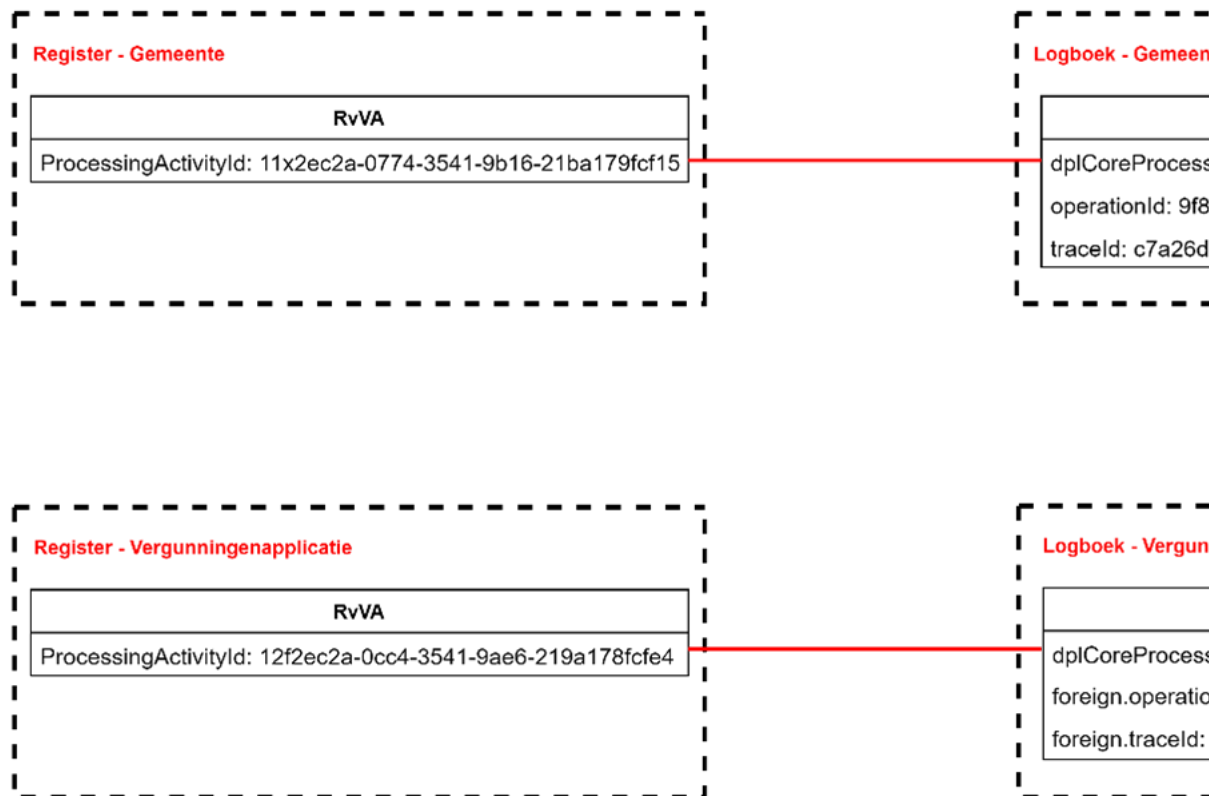 Register - Gemeente
RvVA
ProcessingActivityId: 11x2ec2a-0774-3541-9b16-21ba179fcf15
Logboek - Gemeen
dplCoreProcess
operationId: 9f8
traceId: c7a26d
Register - Vergunningenapplicatie
RvVA
ProcessingActivityId: 12f2ec2a-0cc4-3541-9ae6-219a178fcfe4
Logboek - Vergun
dplCoreProcess
foreign.operatio
foreign.traceId: